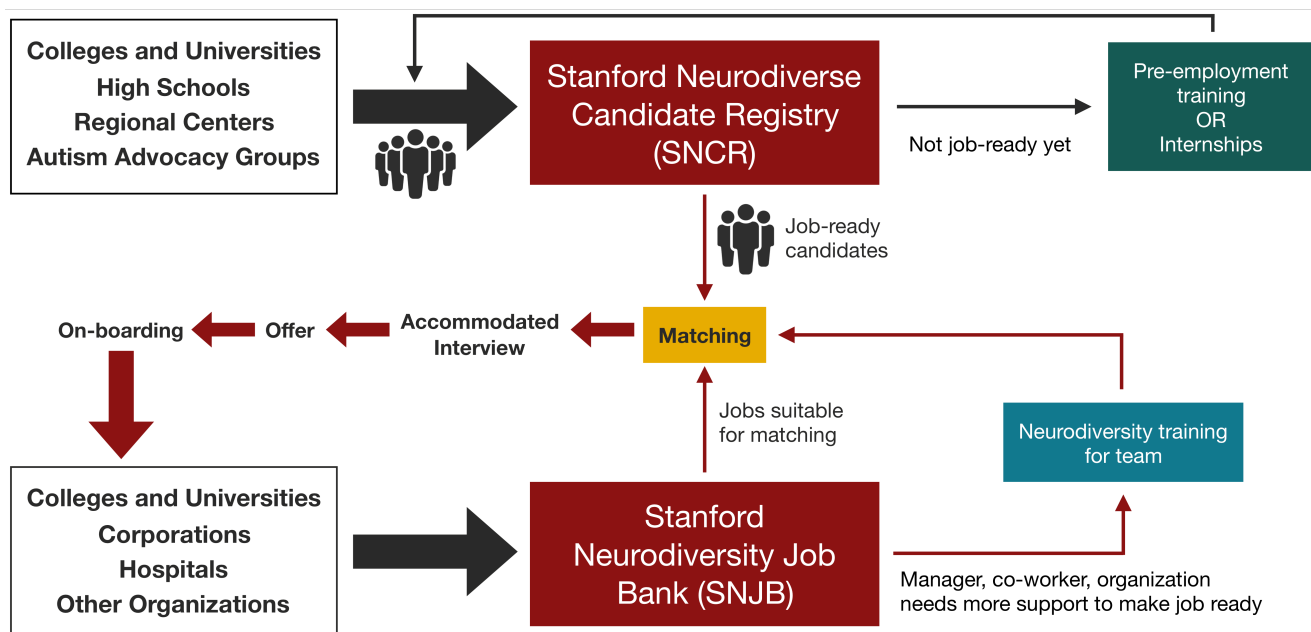 Colleges and Universities
High Schools
Regional Centers
Autism Advocacy Groups
Stanford Neurodiverse
Candidate Registry
(SNCR)
Not job-ready yet
Pre-employment
training
OR
Internships
Job-ready
candidates
On-boarding
Offer
Accommodated
Interview
Matching
Jobs suitable
for matching
Neurodiversity training
for team
Colleges and Universities
Corporations
Hospitals
Other Organizations
Stanford
Neurodiversity Job
Bank (SNJB)
Manager, co-worker, organization
needs more support to make job ready